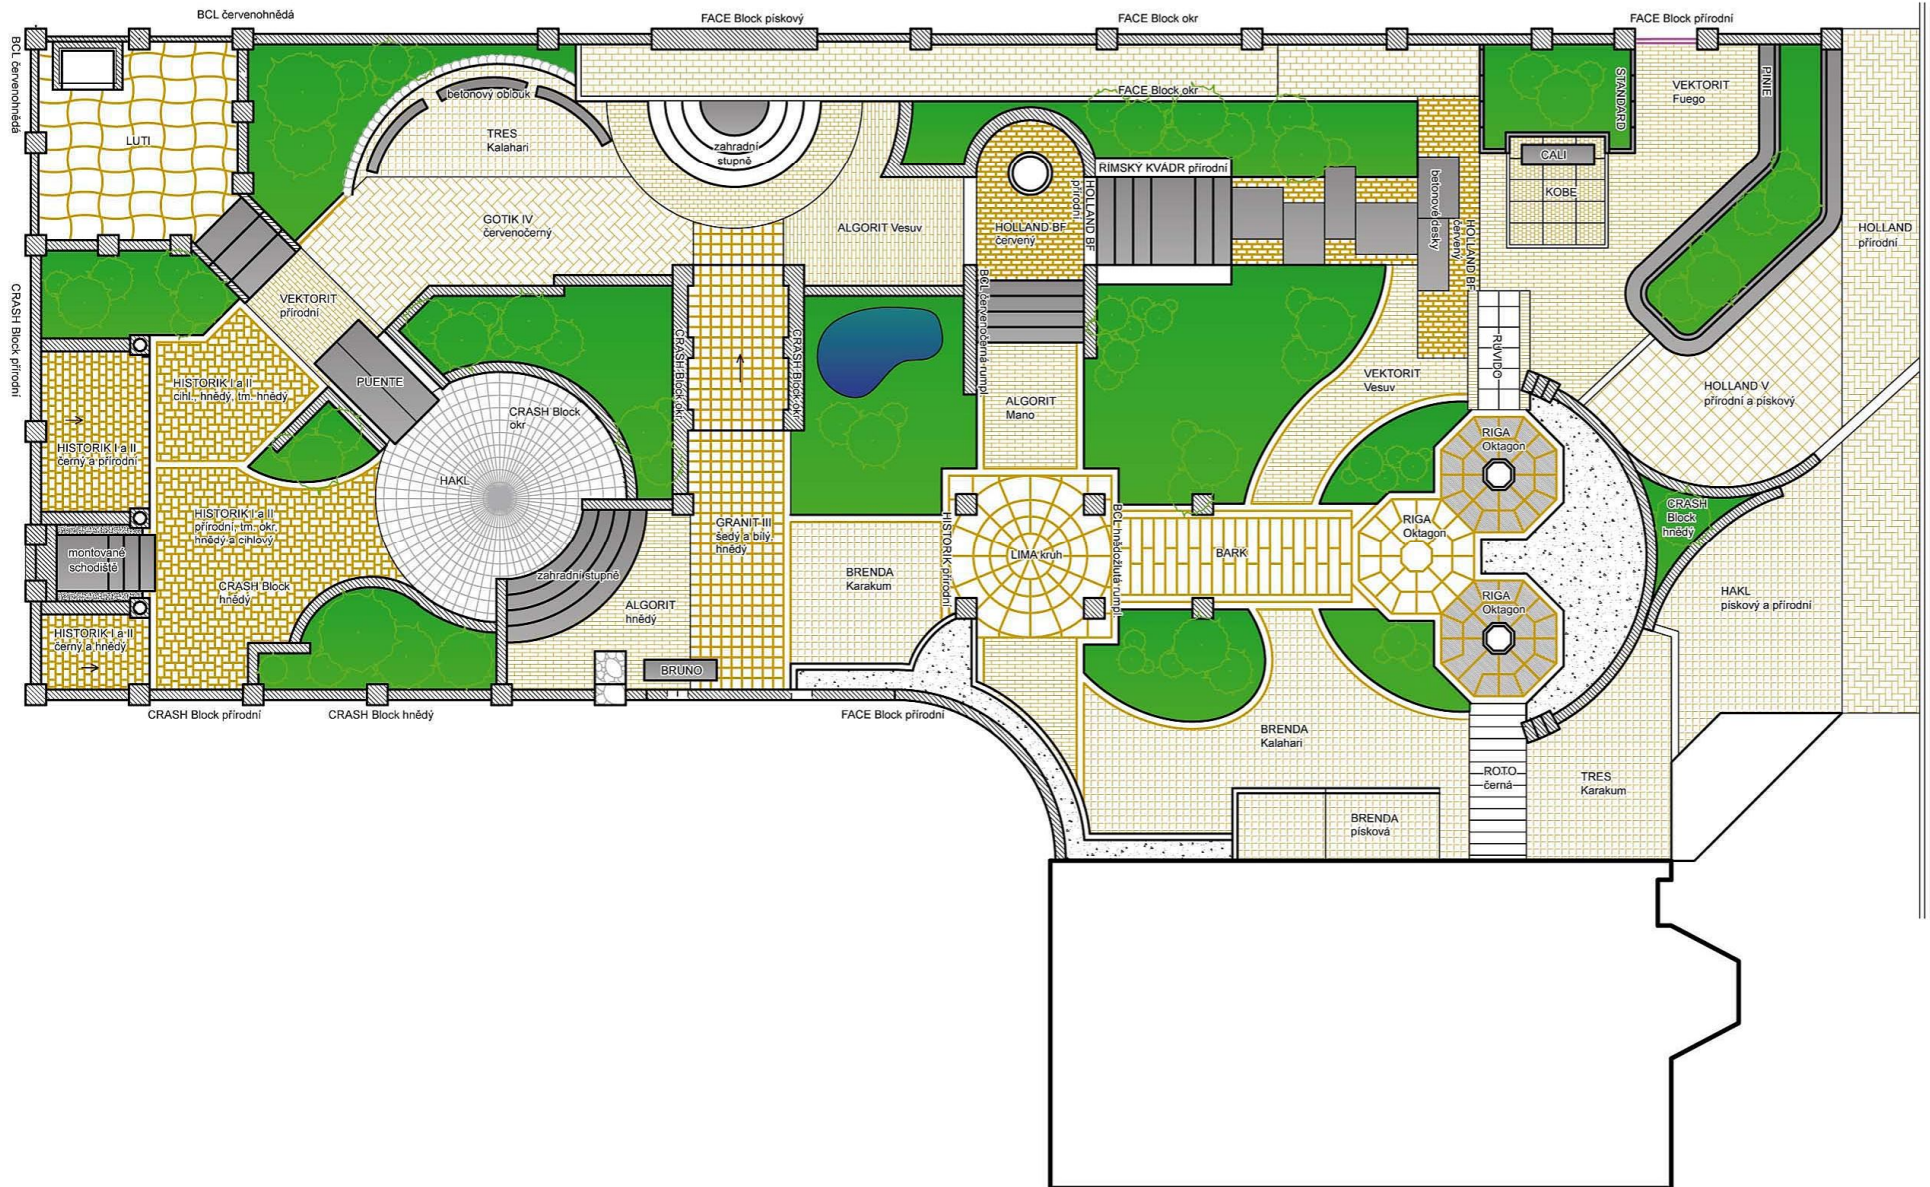 BCL červenohnědá
FACE Block pískový
FACE Block okr
FACE Block přírodní
BCL červenohnědá
LUTI
betonový oblouk
TRES
Kalahari
zahradní
stupně
FACE Block okr
STANDARD
VEKTORIT
Fuego
PINIE
CALI
KOBE
ŘÍMSKÝ KVÁDR přírodní
HOLLAND BF
přírodní
betonové desky
HOLLAND BF
červený
GOTIK IV
červenočerný
ALGORIT Vesuv
HOLLAND BF
červený
HOLLAND
přírodní
CRASH Block přírodní
VEKTORIT
přírodní
BCL červenočerná rumpl
CRASH Block okr
CRASH Block okr
RUVIDO
PUENTE
HISTORIK I a II
cihl., hnědý, tm. hnědý
VEKTORIT
Vesuv
HOLLAND V
přírodní a pískový
ALGORIT
Mano
CRASH Block
okr
HISTORIK I a II
černý a přírodní
RIGA
Oktagon
HAKL
HISTORIK I a II
přírodní, tm. okr,
hnědý a cihlový
GRANIT III
šedý a bílý,
hnědý
HISTORIK přírodní
BCL hnědožlutá rumpl
RIGA
Oktagon
CRASH
Block
hnědý
montované
schodiště
LIMA kruh
BARK
zahradní stupně
BRENDA
Karakum
CRASH Block
hnědý
ALGORIT
hnědý
RIGA
Oktagon
HAKL
pískový a přírodní
HISTORIK I a II
černý a hnědý
BRUNO
CRASH Block přírodní
CRASH Block hnědý
FACE Block přírodní
BRENDA
Kalahari
ROTO
černá
TRES
Karakum
BRENDA
písková